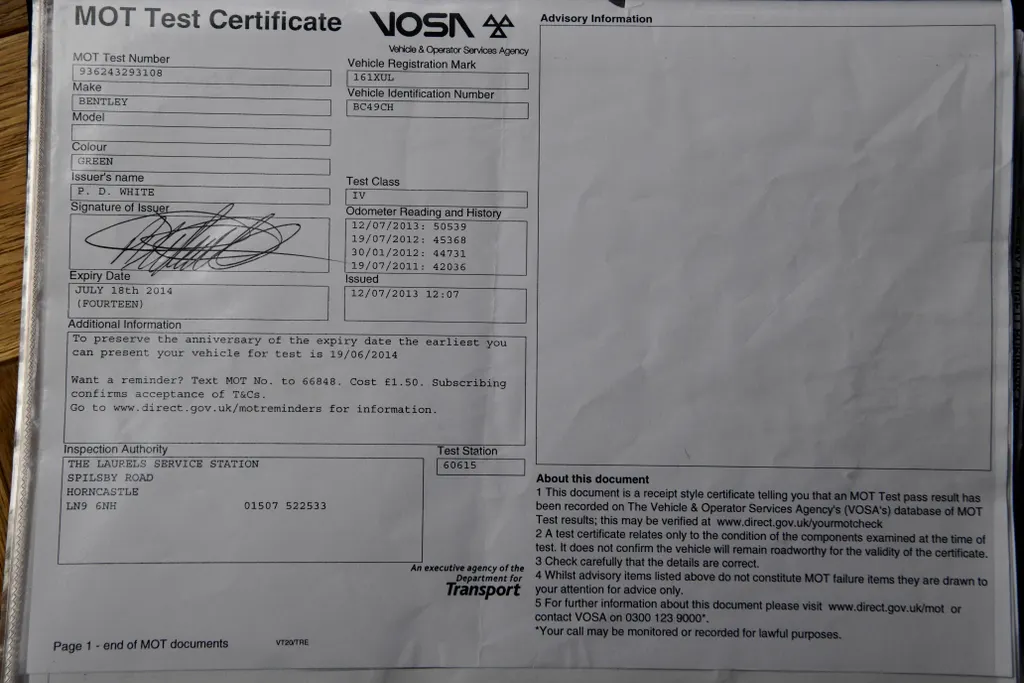 MOT Test Certificate
VOSA
Vehicle & Operator Services Agency
MOT Test Number
936243293108
Vehicle Registration Mark
161XUL
Make
BENTLEY
Vehicle Identification Number
BC49CH
Model
Colour
GREEN
Issuer's name
P. D. WHITE
Test Class
IV
Signature of Issuer
Odometer Reading and History
12/07/2013: 50539
19/07/2012: 45368
30/01/2012: 44731
19/07/2011: 42036
Expiry Date
JULY 18th 2014
(FOURTEEN)
Issued
12/07/2013 12:07
Additional Information
To preserve the anniversary of the expiry date the earliest you
can present your vehicle for test is 19/06/2014
Want a reminder? Text MOT No. to 66848. Cost £1.50. Subscribing
confirms acceptance of T&Cs.
Go to www.direct.gov.uk/motreminders for information.
Inspection Authority
THE LAURELS SERVICE STATION
SPILSBY ROAD
HORNCASTLE
LN9 6NH 01507 522533
Test Station
60615
An executive agency of the
Department for
Transport
Page 1 - end of MOT documents
VT20/TRE
Advisory Information
About this document
1 This document is a receipt style certificate telling you that an MOT Test pass result has
been recorded on The Vehicle & Operator Services Agency's (VOSA's) database of MOT
Test results; this may be verified at www.direct.gov.uk/yourmotcheck
2 A test certificate relates only to the condition of the components examined at the time of
test. It does not confirm the vehicle will remain roadworthy for the validity of the certificate.
3 Check carefully that the details are correct.
4 Whilst advisory items listed above do not constitute MOT failure items they are drawn to
your attention for advice only.
5 For further information about this document please visit www.direct.gov.uk/mot or
contact VOSA on 0300 123 9000*.
*Your call may be monitored or recorded for lawful purposes.